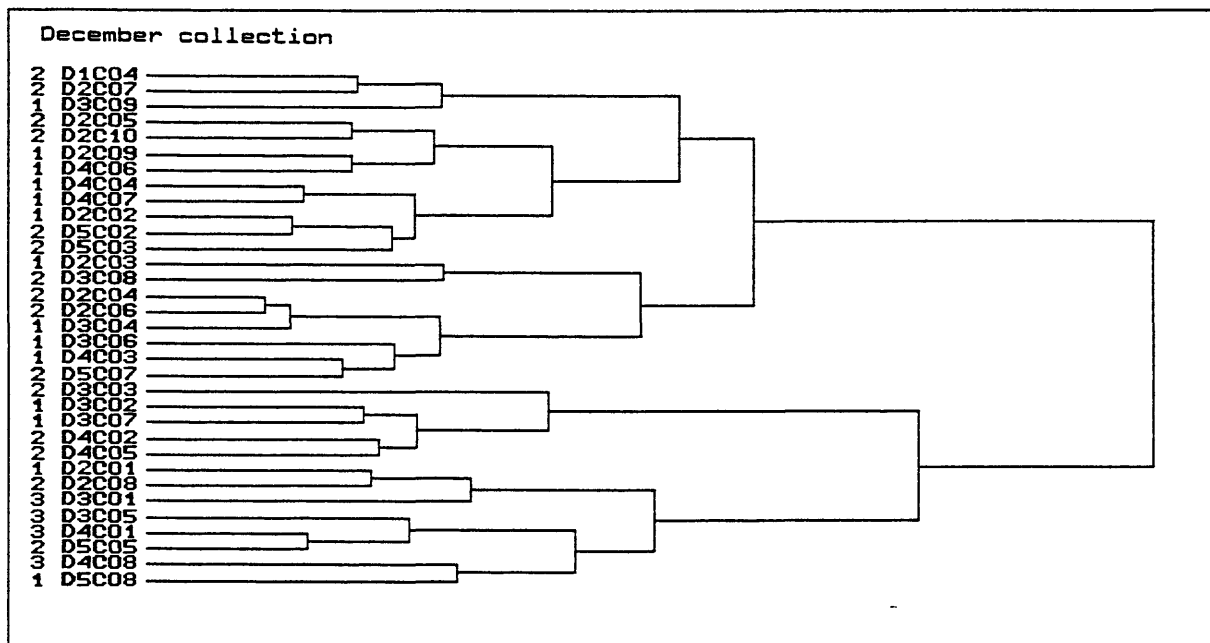 December collection
2 D1C04
2 D2C07
1 D3C09
2 D2C05
2 D2C10
1 D2C09
1 D4C06
1 D4C04
1 D4C07
1 D2C02
2 D5C02
2 D5C03
1 D2C03
2 D3C08
2 D2C04
2 D2C06
1 D3C04
1 D3C06
1 D4C03
2 D5C07
2 D3C03
1 D3C02
1 D3C07
2 D4C02
2 D4C05
1 D2C01
2 D2C08
3 D3C01
3 D3C05
3 D4C01
2 D5C05
3 D4C08
1 D5C08